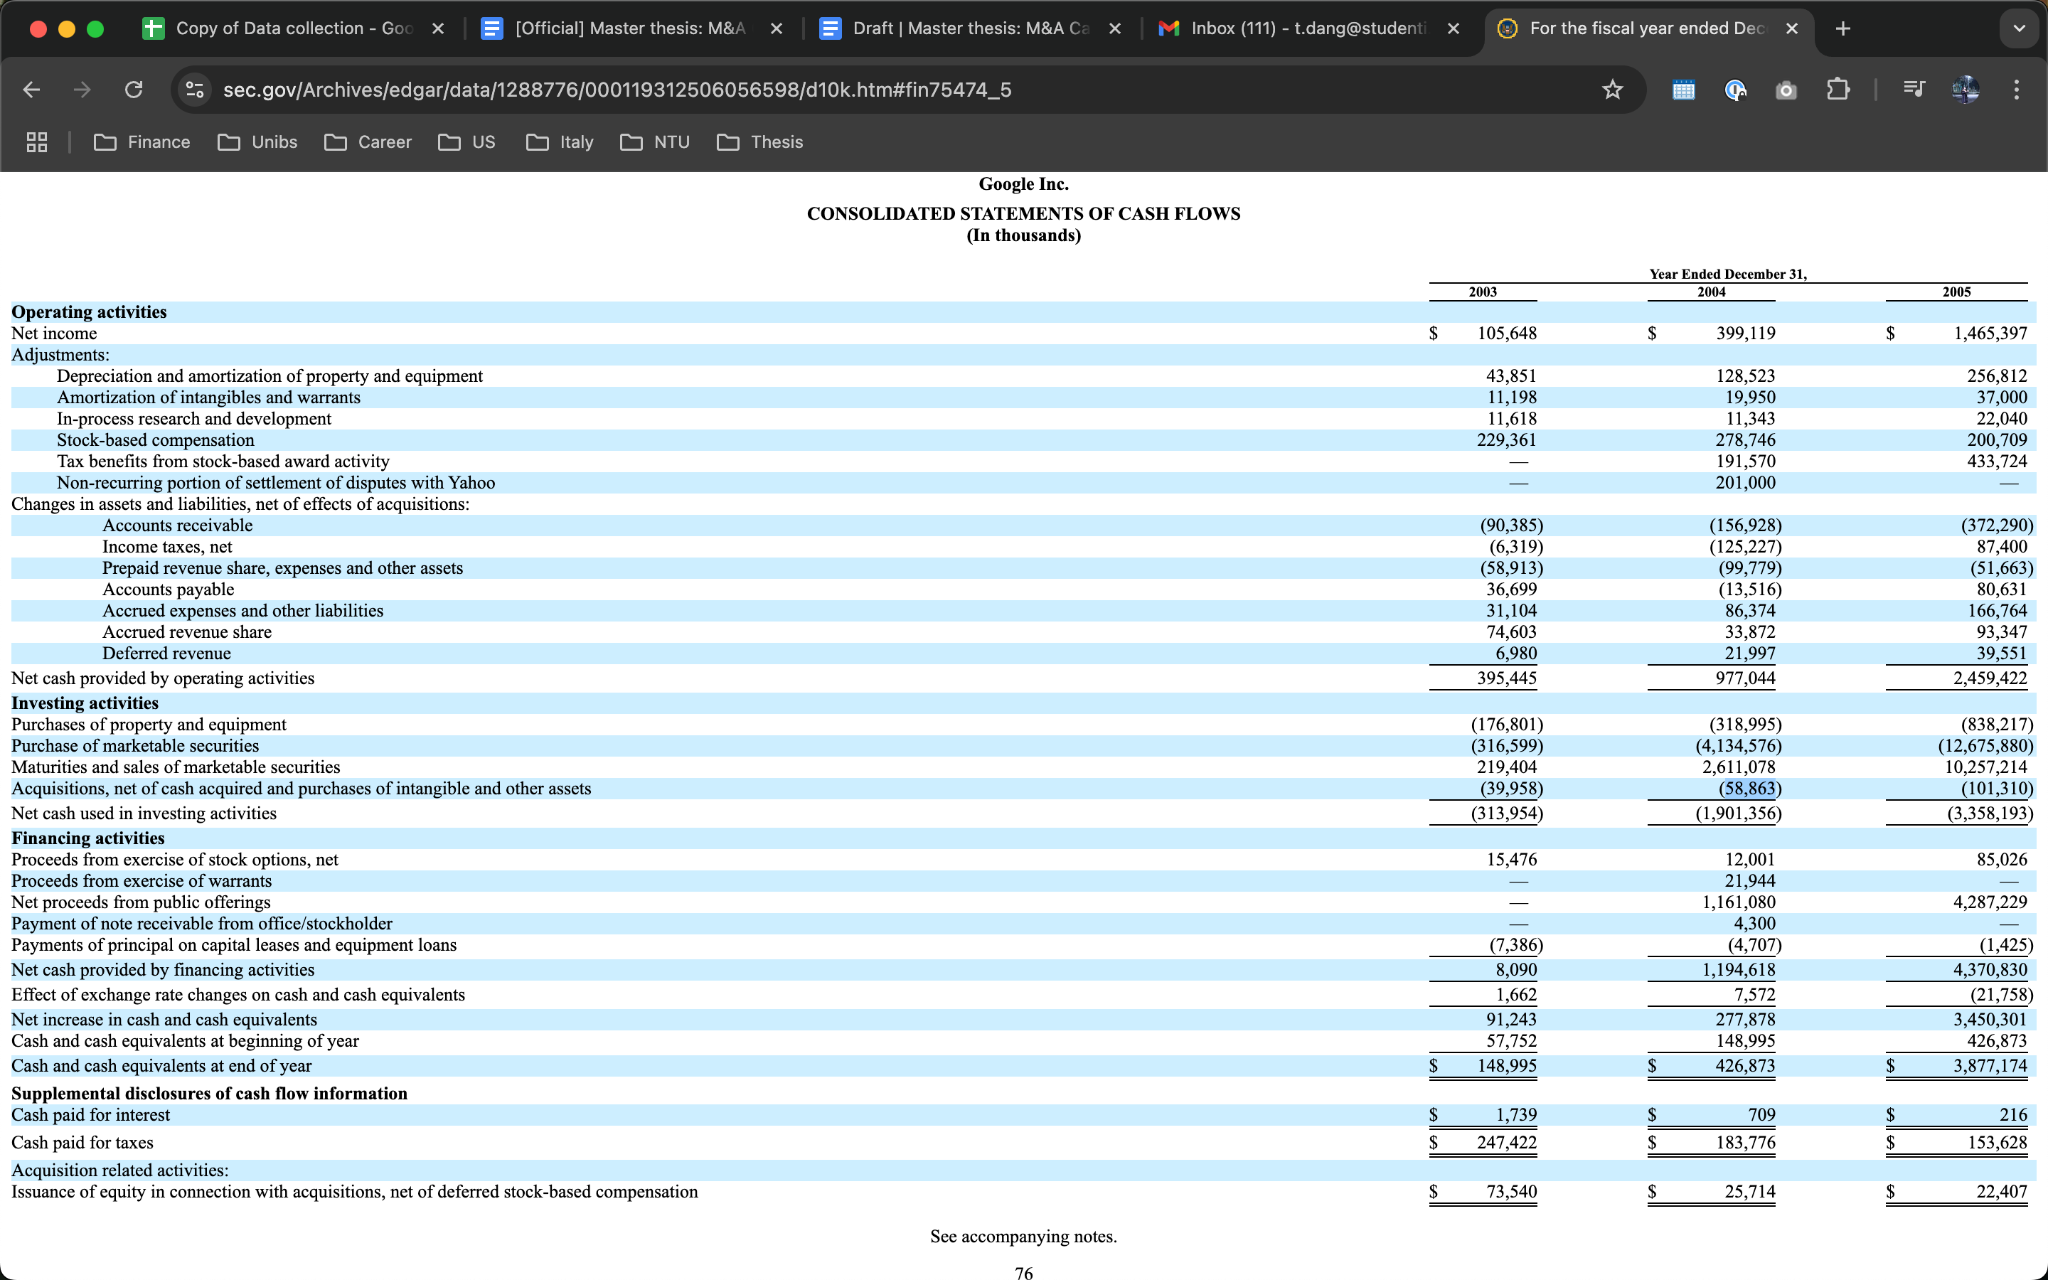 Copy of Data collection - Goo
[Official] Master thesis: M&A
Draft | Master thesis: M&A Ca
Inbox (111) - t.dang@studenti
For the fiscal year ended Dec
sec.gov/Archives/edgar/data/1288776/000119312506056598/d10k.htm#fin75474_5
Finance Unibs Career US Italy NTU Thesis
Google Inc.
CONSOLIDATED STATEMENTS OF CASH FLOWS
(In thousands)
Year Ended December 31,
2003 2004 2005
Operating activities
Net income $ 105,648 $ 399,119 $ 1,465,397
Adjustments:
Depreciation and amortization of property and equipment 43,851 128,523 256,812
Amortization of intangibles and warrants 11,198 19,950 37,000
In-process research and development 11,618 11,343 22,040
Stock-based compensation 229,361 278,746 200,709
Tax benefits from stock-based award activity — 191,570 433,724
Non-recurring portion of settlement of disputes with Yahoo — 201,000 —
Changes in assets and liabilities, net of effects of acquisitions:
Accounts receivable (90,385) (156,928) (372,290)
Income taxes, net (6,319) (125,227) 87,400
Prepaid revenue share, expenses and other assets (58,913) (99,779) (51,663)
Accounts payable 36,699 (13,516) 80,631
Accrued expenses and other liabilities 31,104 86,374 166,764
Accrued revenue share 74,603 33,872 93,347
Deferred revenue 6,980 21,997 39,551
Net cash provided by operating activities 395,445 977,044 2,459,422
Investing activities
Purchases of property and equipment (176,801) (318,995) (838,217)
Purchase of marketable securities (316,599) (4,134,576) (12,675,880)
Maturities and sales of marketable securities 219,404 2,611,078 10,257,214
Acquisitions, net of cash acquired and purchases of intangible and other assets (39,958) (58,863) (101,310)
Net cash used in investing activities (313,954) (1,901,356) (3,358,193)
Financing activities
Proceeds from exercise of stock options, net 15,476 12,001 85,026
Proceeds from exercise of warrants — 21,944 —
Net proceeds from public offerings — 1,161,080 4,287,229
Payment of note receivable from office/stockholder — 4,300 —
Payments of principal on capital leases and equipment loans (7,386) (4,707) (1,425)
Net cash provided by financing activities 8,090 1,194,618 4,370,830
Effect of exchange rate changes on cash and cash equivalents 1,662 7,572 (21,758)
Net increase in cash and cash equivalents 91,243 277,878 3,450,301
Cash and cash equivalents at beginning of year 57,752 148,995 426,873
Cash and cash equivalents at end of year $ 148,995 $ 426,873 $ 3,877,174
Supplemental disclosures of cash flow information
Cash paid for interest $ 1,739 $ 709 $ 216
Cash paid for taxes $ 247,422 $ 183,776 $ 153,628
Acquisition related activities:
Issuance of equity in connection with acquisitions, net of deferred stock-based compensation $ 73,540 $ 25,714 $ 22,407
See accompanying notes.
76